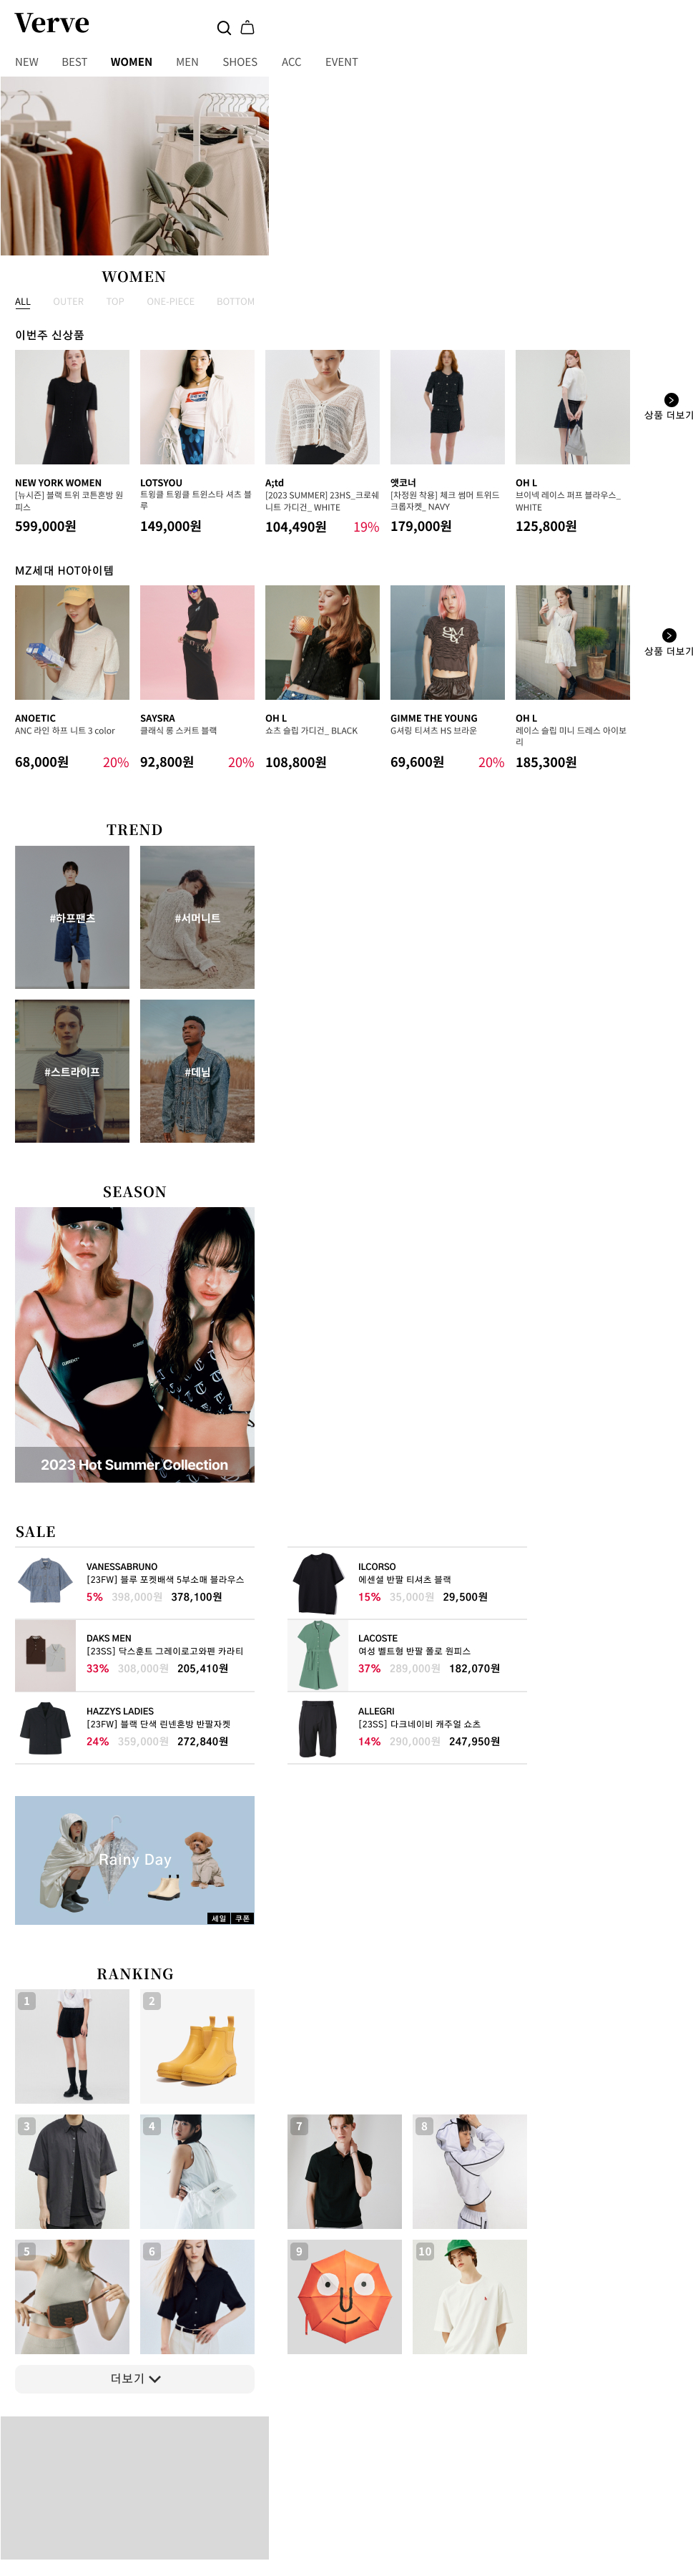 Verve
NEW BEST WOMEN MEN SHOES ACC EVENT
WOMEN
ALL OUTER TOP ONE-PIECE BOTTOM
이번주 신상품
상품 더보기
NEW YORK WOMEN
[뉴시즌] 블랙 트위 코튼혼방 원
피스
599,000원
LOTSYOU
트윙클 트윙클 트윈스타 셔츠 블
루
149,000원
A;td
[2023 SUMMER] 23HS_크로쉐
니트 가디건_ WHITE
104,490원 19%
앳코너
[차정원 착용] 체크 썸머 트위드
크롭자켓_ NAVY
179,000원
OH L
브이넥 레이스 퍼프 블라우스_
WHITE
125,800원
MZ세대 HOT아이템
상품 더보기
ANOETIC
ANC 라인 하프 니트 3 color
68,000원 20%
SAYSRA
클래식 롱 스커트 블랙
92,800원 20%
OH L
쇼츠 슬립 가디건_ BLACK
108,800원
GIMME THE YOUNG
G셔링 티셔츠 HS 브라운
69,600원 20%
OH L
레이스 슬립 미니 드레스 아이보
리
185,300원
TREND
#하프팬츠
#서머니트
#스트라이프
#데님
SEASON
2023 Hot Summer Collection
SALE
VANESSABRUNO
[23FW] 블루 포켓배색 5부소매 블라우스
5% 398,000원 378,100원
DAKS MEN
[23SS] 닥스훈트 그레이로고와펜 카라티
33% 308,000원 205,410원
HAZZYS LADIES
[23FW] 블랙 단색 린넨혼방 반팔자켓
24% 359,000원 272,840원
ILCORSO
에센셜 반팔 티셔츠 블랙
15% 35,000원 29,500원
LACOSTE
여성 벨트형 반팔 폴로 원피스
37% 289,000원 182,070원
ALLEGRI
[23SS] 다크네이비 캐주얼 쇼츠
14% 290,000원 247,950원
Rainy Day
세일 쿠폰
RANKING
1
2
3
4
7
8
5
6
9
10
더보기